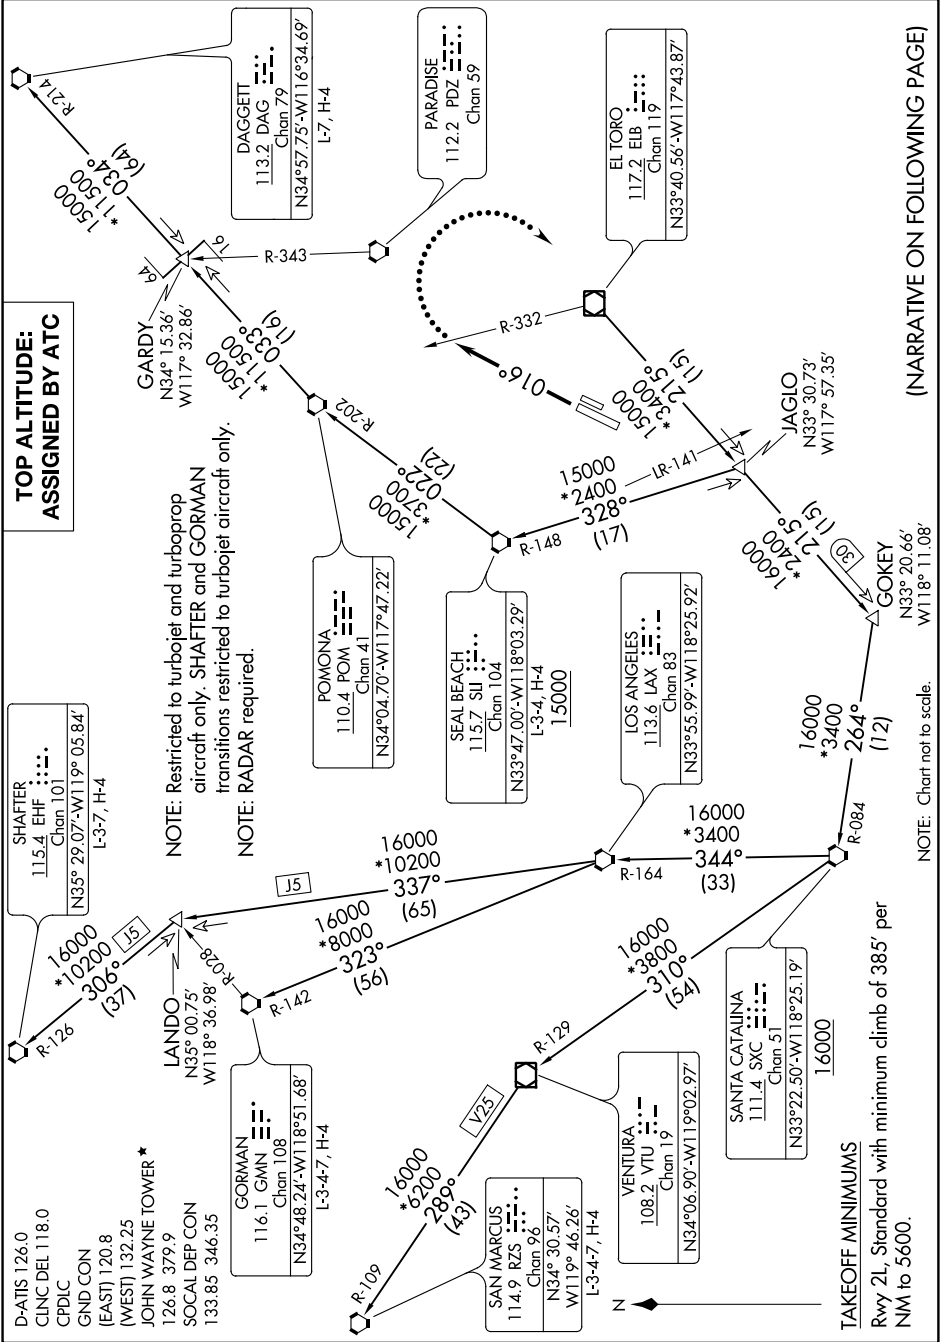 D-ATIS 126.0
CLNC DEL 118.0
CPDLC
GND CON
(EAST) 120.8
(WEST) 132.25
JOHN WAYNE TOWER★
126.8 379.9
SOCAL DEP CON
133.85 346.35
TOP ALTITUDE:
ASSIGNED BY ATC
SHAFTER
115.4 EHF
Chan 101
N35° 29.07'-W119° 05.84'
L-3-7, H-4
R-126
16000
*10200
306°
(37)
J5
LANDO
N35° 00.75'
W118° 36.98'
R-028
GORMAN
116.1 GMN
Chan 108
N34°48.24'-W118°51.68'
L-3-4-7, H-4
R-142
16000
*8000
323°
(56)
J5
16000
*10200
337°
(65)
NOTE: Restricted to turbojet and turboprop
aircraft only. SHAFTER and GORMAN
transitions restricted to turbojet aircraft only.
NOTE: RADAR required.
GARDY
N34° 15.36'
W117° 32.86'
64
16
15000
*11500
034°
(64)
R-214
DAGGETT
113.2 DAG
Chan 79
N34°57.75'-W116°34.69'
L-7, H-4
R-343
PARADISE
112.2 PDZ
Chan 59
15000
*11500
033°
(16)
R-202
POMONA
110.4 POM
Chan 41
N34°04.70'-W117°47.22'
15000
*3700
022°
(22)
SEAL BEACH
115.7 SLI
Chan 104
N33°47.00'-W118°03.29'
L-3-4, H-4
15000
R-148
15000
*2400
328°
(17)
LR-141
016°
R-332
EL TORO
117.2 ELB
Chan 119
N33°40.56'-W117°43.87'
15000
*3400
215°
(15)
JAGLO
N33° 30.73'
W117° 57.35'
16000
*2400
215°
(15)
30
GOKEY
N33° 20.66'
W118° 11.08'
16000
*3400
264°
(12)
R-084
LOS ANGELES
113.6 LAX
Chan 83
N33°55.99'-W118°25.92'
R-164
16000
*3400
344°
(33)
SANTA CATALINA
111.4 SXC
Chan 51
N33°22.50'-W118°25.19'
16000
16000
*3800
310°
(54)
R-129
VENTURA
108.2 VTU
Chan 19
N34°06.90'-W119°02.97'
V25
16000
*6200
289°
(43)
R-109
SAN MARCUS
114.9 RZS
Chan 96
N34° 30.57'
W119° 46.26'
L-3-4-7, H-4
N
TAKEOFF MINIMUMS
Rwy 2L, Standard with minimum climb of 385' per
NM to 5600.
NOTE: Chart not to scale.
(NARRATIVE ON FOLLOWING PAGE)